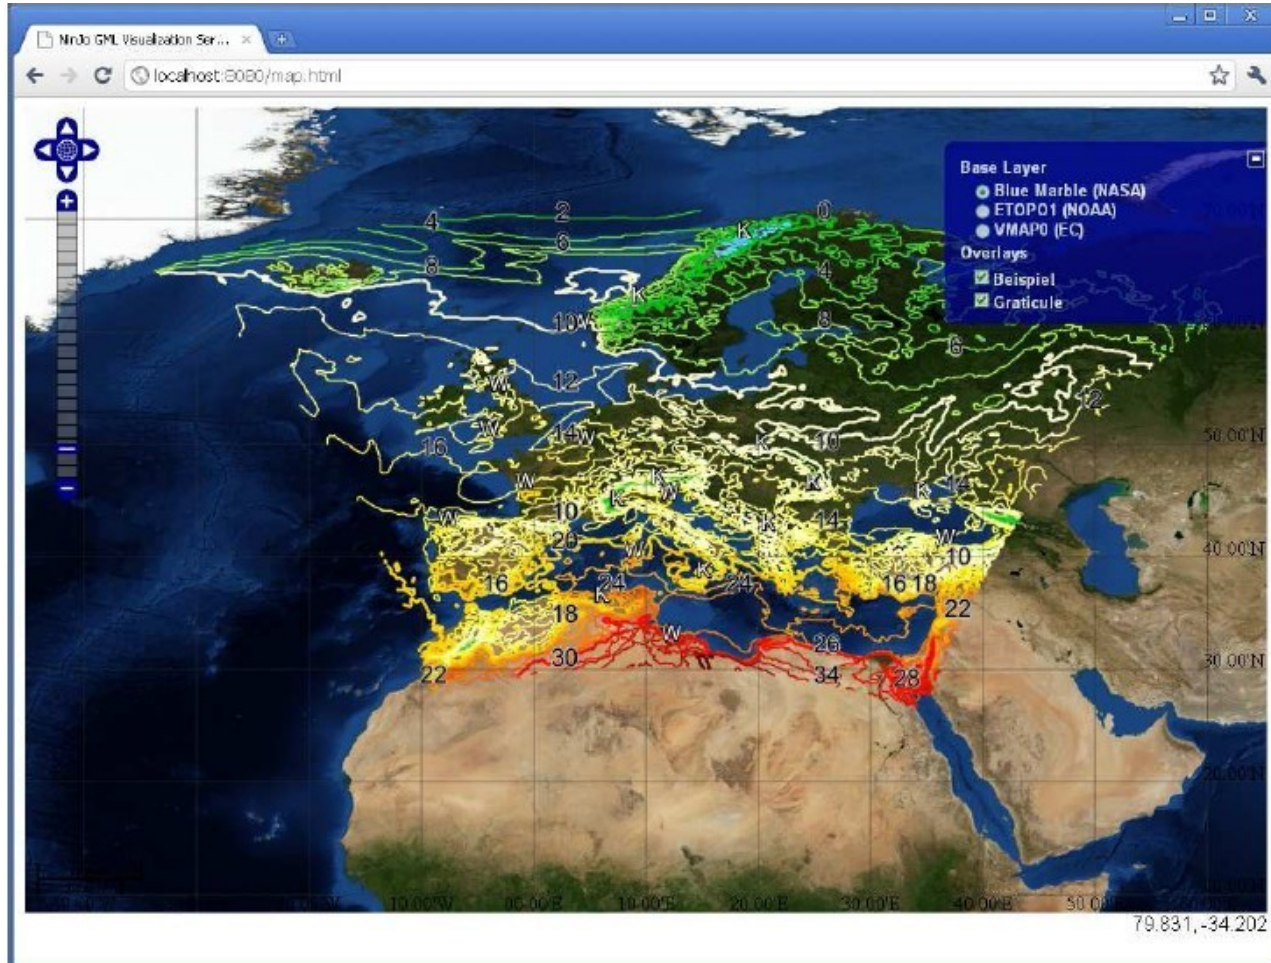 NinJo GML Visualization Ser...
localhost:8080/map.html
Base Layer
Blue Marble (NASA)
ETOPO1 (NOAA)
VMAP0 (EC)
Overlays
Beispiel
Graticule
2
4
0
K
6
8
4
K
10
W
8
6
12
W
12
W
16
14
W
10
K
50.00'N
W
K
W
K
K
K
14
W
10
14
K
20
W
W
10
40.00'N
16
24
K
K
24
16
18
18
22
W
26
30
34
28
22
30.00'N
20.00'N
10.00'W
00.00'E
10.00'E
20.00'E
30.00'E
40.00'E
79.831, -34.202